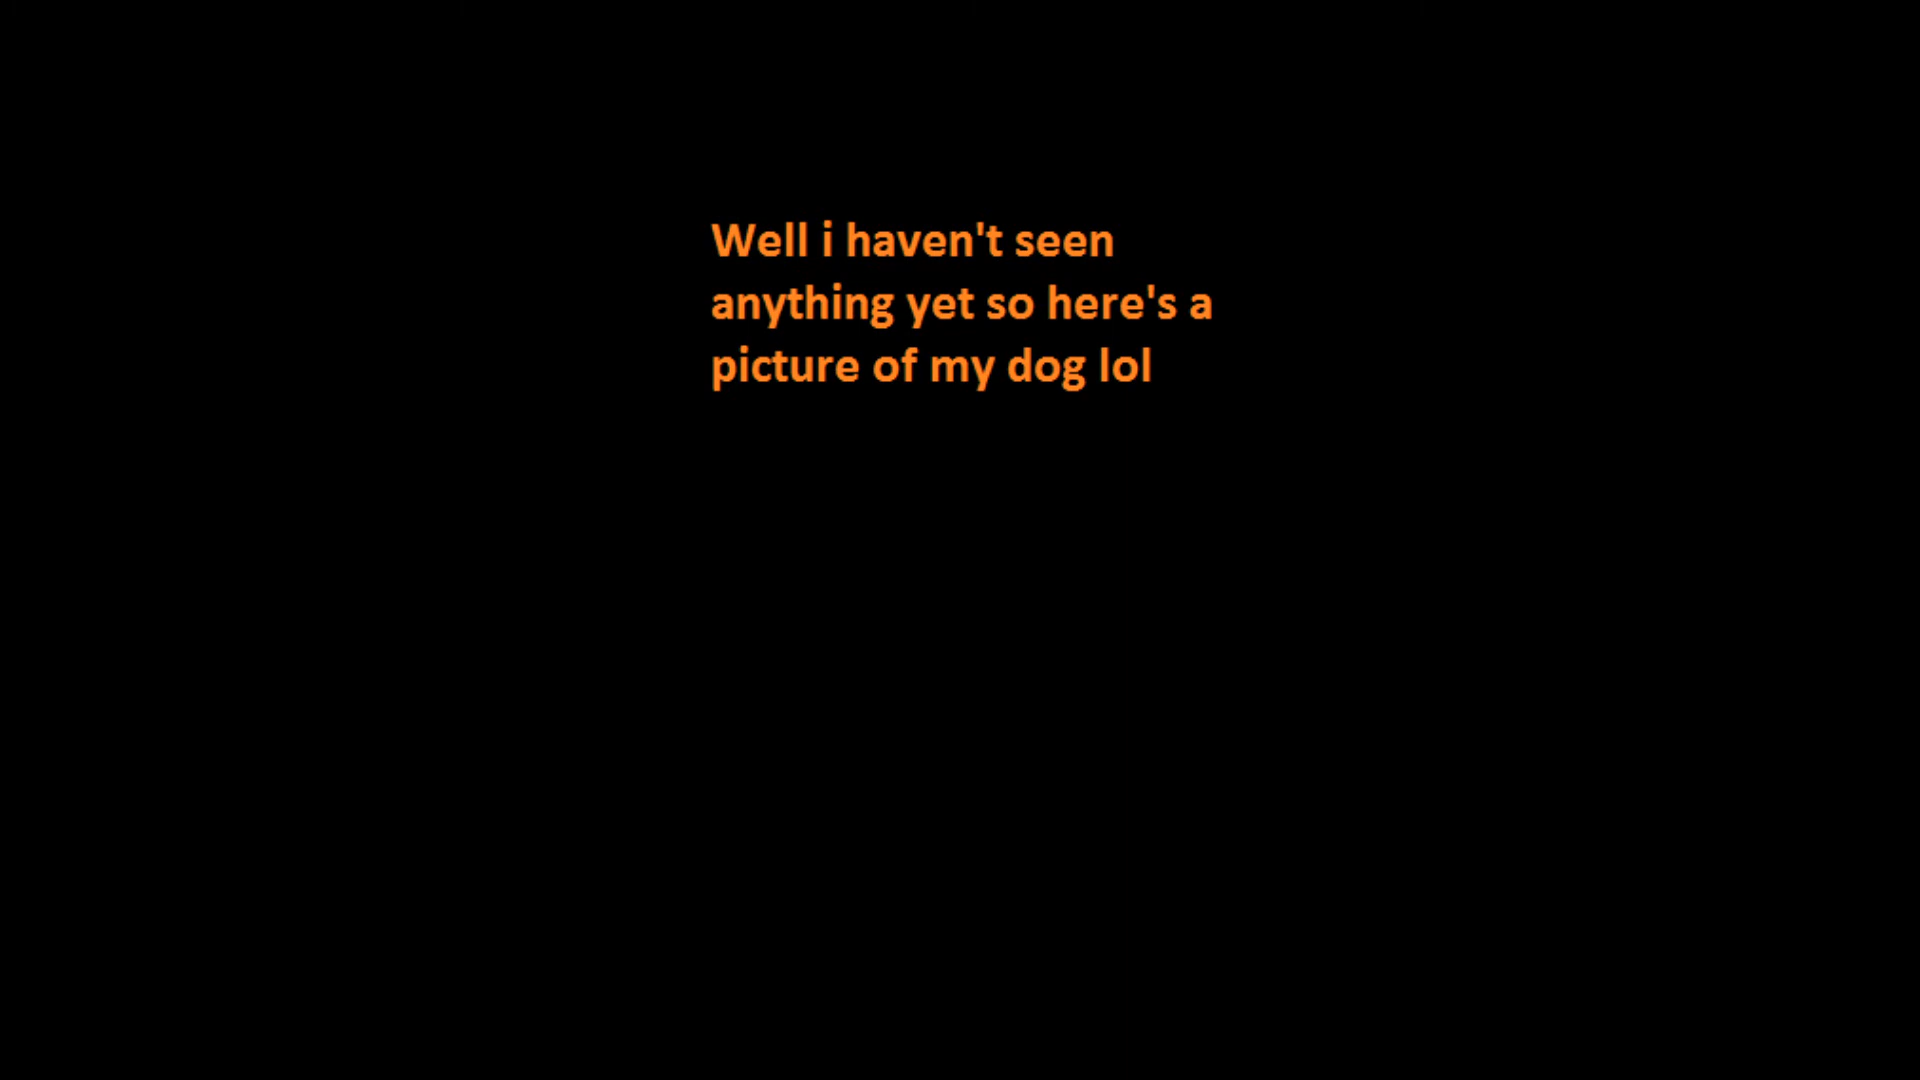 Well i haven't seen
anything yet so here's a
picture of my dog lol